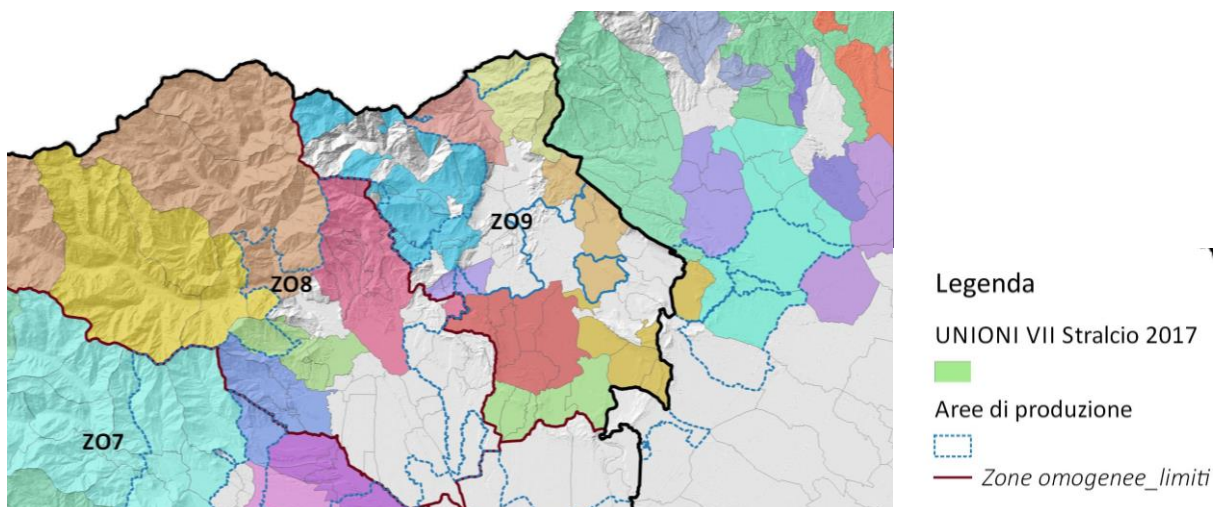 ZO9
ZO8
ZO7
Legenda
UNIONI VII Stralcio 2017
Aree di produzione
Zone omogenee_limiti